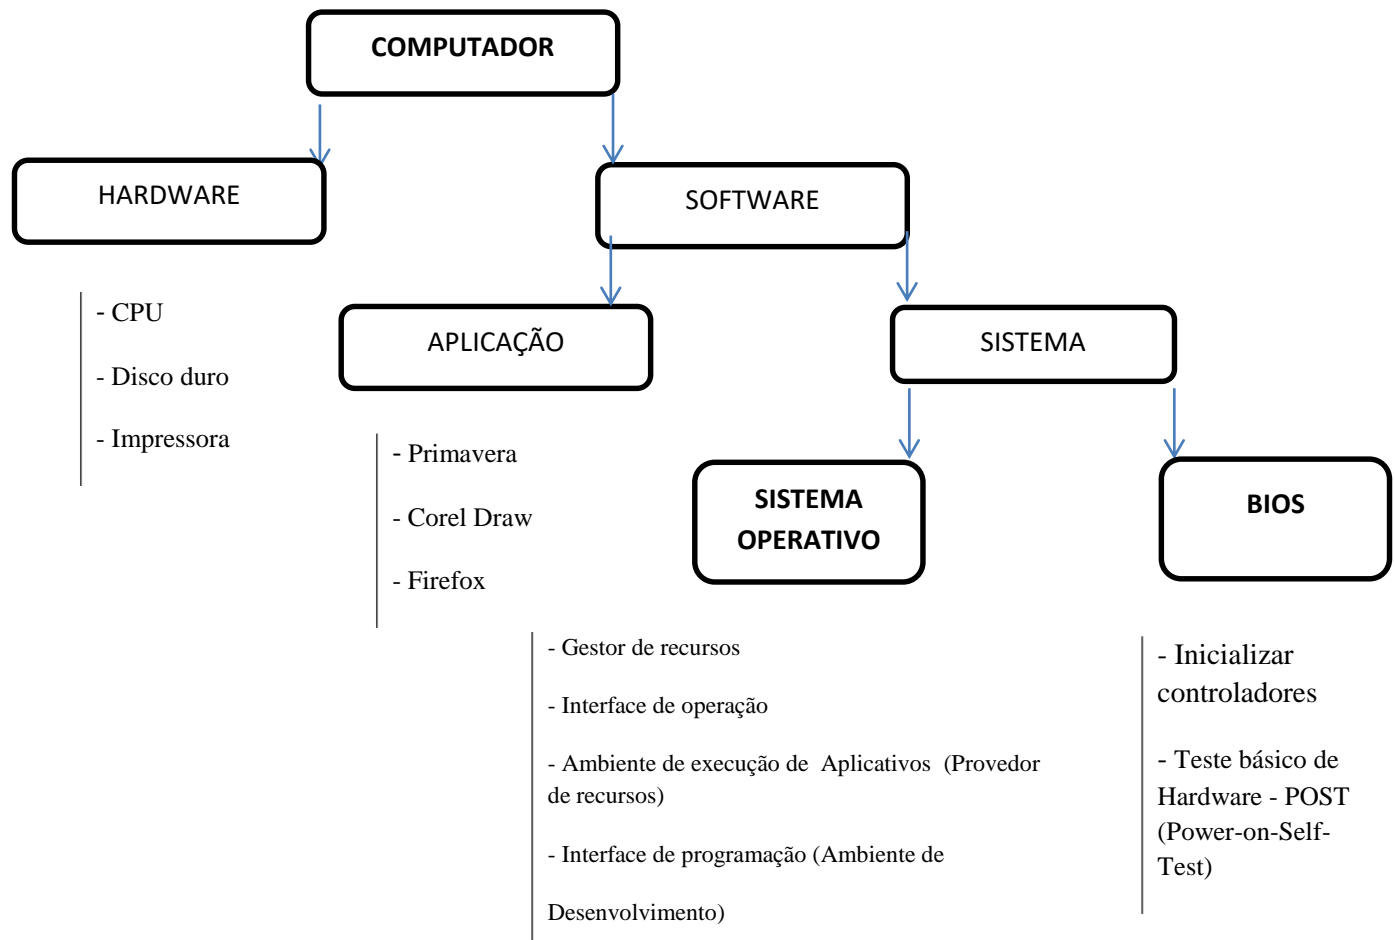 COMPUTADOR
HARDWARE
SOFTWARE
- CPU
- Disco duro
- Impressora
APLICAÇÃO
SISTEMA
- Primavera
- Corel Draw
- Firefox
SISTEMA
OPERATIVO
BIOS
- Gestor de recursos
- Interface de operação
- Ambiente de execução de Aplicativos (Provedor
de recursos)
- Interface de programação (Ambiente de
Desenvolvimento)
- Inicializar
controladores
- Teste básico de
Hardware - POST
(Power-on-Self-
Test)